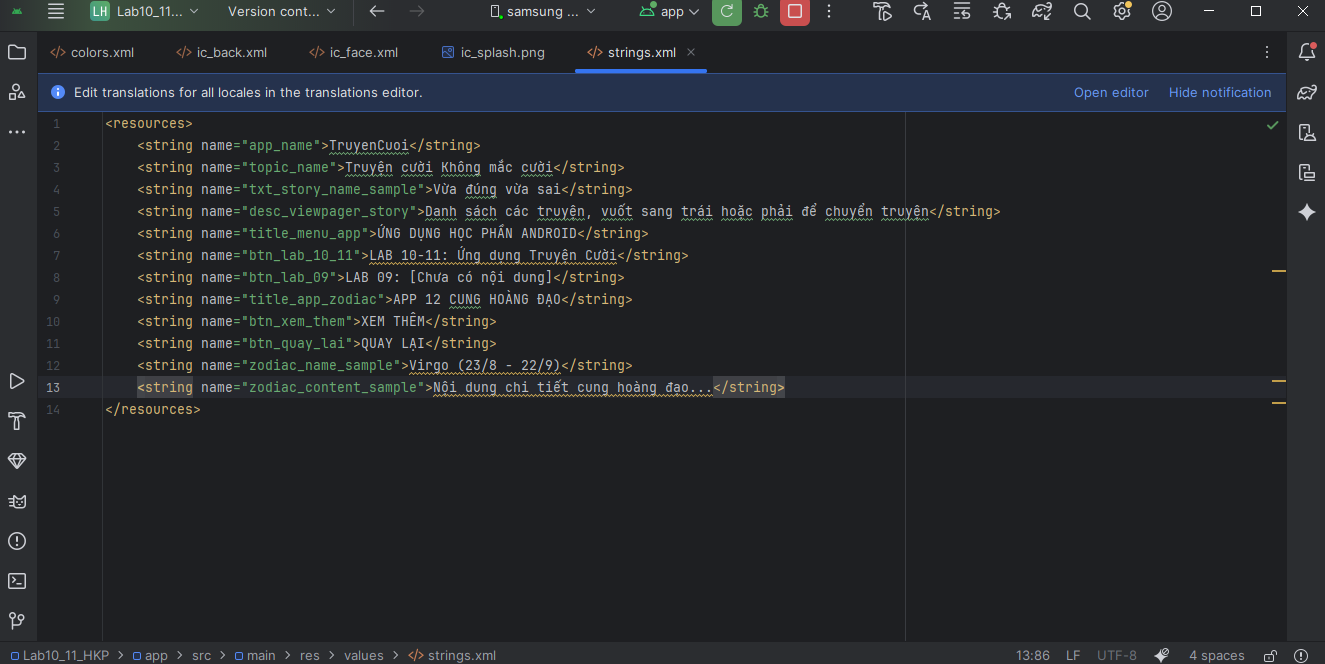 LH Lab10_11... Version cont... samsung ... app
colors.xml ic_back.xml ic_face.xml ic_splash.png strings.xml
Edit translations for all locales in the translations editor. Open editor Hide notification
1 <resources>
2 <string name="app_name">TruyenCuoi</string>
3 <string name="topic_name">Truyện cười Không mắc cười</string>
4 <string name="txt_story_name_sample">Vừa đúng vừa sai</string>
5 <string name="desc_viewpager_story">Danh sách các truyện, vuốt sang trái hoặc phải để chuyển truyện</string>
6 <string name="title_menu_app">ỨNG DỤNG HỌC PHẦN ANDROID</string>
7 <string name="btn_lab_10_11">LAB 10-11: Ứng dụng Truyện Cười</string>
8 <string name="btn_lab_09">LAB 09: [Chưa có nội dung]</string>
9 <string name="title_app_zodiac">APP 12 CUNG HOÀNG ĐẠO</string>
10 <string name="btn_xem_them">XEM THÊM</string>
11 <string name="btn_quay_lai">QUAY LẠI</string>
12 <string name="zodiac_name_sample">Virgo (23/8 - 22/9)</string>
13 <string name="zodiac_content_sample">Nội dung chi tiết cung hoàng đạo...</string>
14 </resources>
Lab10_11_HKP > app > src > main > res > values > strings.xml 13:86 LF UTF-8 4 spaces